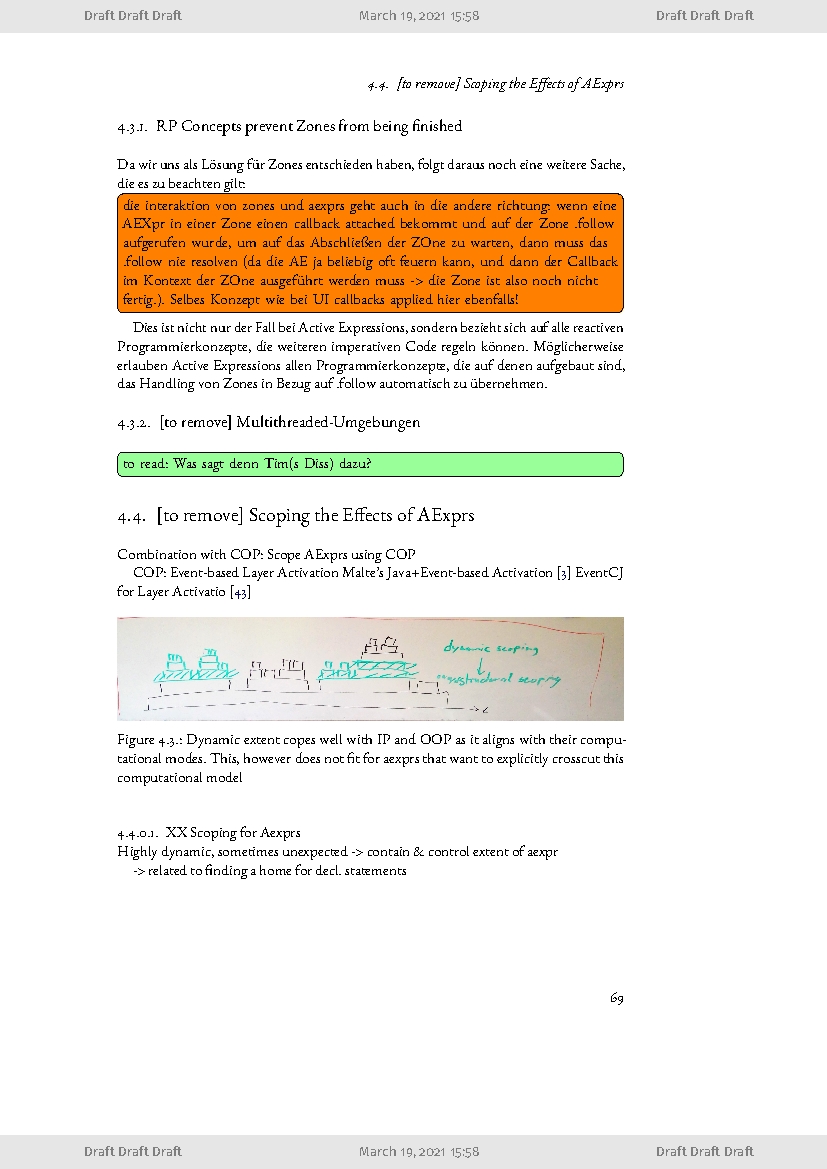 Draft Draft Draft March 19, 2021 15:58 Draft Draft Draft
4.4. [to remove] Scoping the Effects of AExprs
4.3.1. RP Concepts prevent Zones from being finished
Da wir uns als Lösung für Zones entschieden haben, folgt daraus noch eine weitere Sache,
die es zu beachten gilt:
die interaktion von zones und aexprs geht auch in die andere richtung: wenn eine
AEXpr in einer Zone einen callback attached bekommt und auf der Zone .follow
aufgerufen wurde, um auf das Abschließen der ZOne zu warten, dann muss das
.follow nie resolven (da die AE ja beliebig oft feuern kann, und dann der Callback
im Kontext der ZOne ausgeführt werden muss -> die Zone ist also noch nicht
fertig.). Selbes Konzept wie bei UI callbacks applied hier ebenfalls!
Dies ist nicht nur der Fall bei Active Expressions, sondern bezieht sich auf alle reactiven
Programmierkonzepte, die weiteren imperativen Code regeln können. Möglicherweise
erlauben Active Expressions allen Programmierkonzepte, die auf denen aufgebaut sind,
das Handling von Zones in Bezug auf .follow automatisch zu übernehmen.
4.3.2. [to remove] Multithreaded-Umgebungen
to read: Was sagt denn Tim(s Diss) dazu?
4.4. [to remove] Scoping the Effects of AExprs
Combination with COP: Scope AExprs using COP
COP: Event-based Layer Activation Malte's Java+Event-based Activation [3] EventCJ
for Layer Activatio [43]
dynamic scoping
structural scoping
t
Figure 4.3.: Dynamic extent copes well with IP and OOP as it aligns with their compu-
tational modes. This, however does not fit for aexprs that want to explicitly crosscut this
computational model
4.4.0.1. XX Scoping for Aexprs
Highly dynamic, sometimes unexpected -> contain & control extent of aexpr
-> related to finding a home for decl. statements
69
Draft Draft Draft March 19, 2021 15:58 Draft Draft Draft